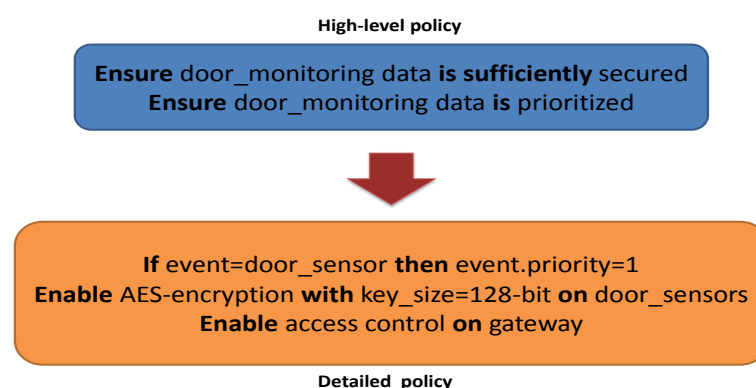 High-level policy
Ensure door_monitoring data is sufficiently secured
Ensure door_monitoring data is prioritized
If event=door_sensor then event.priority=1
Enable AES-encryption with key_size=128-bit on door_sensors
Enable access control on gateway
Detailed policy